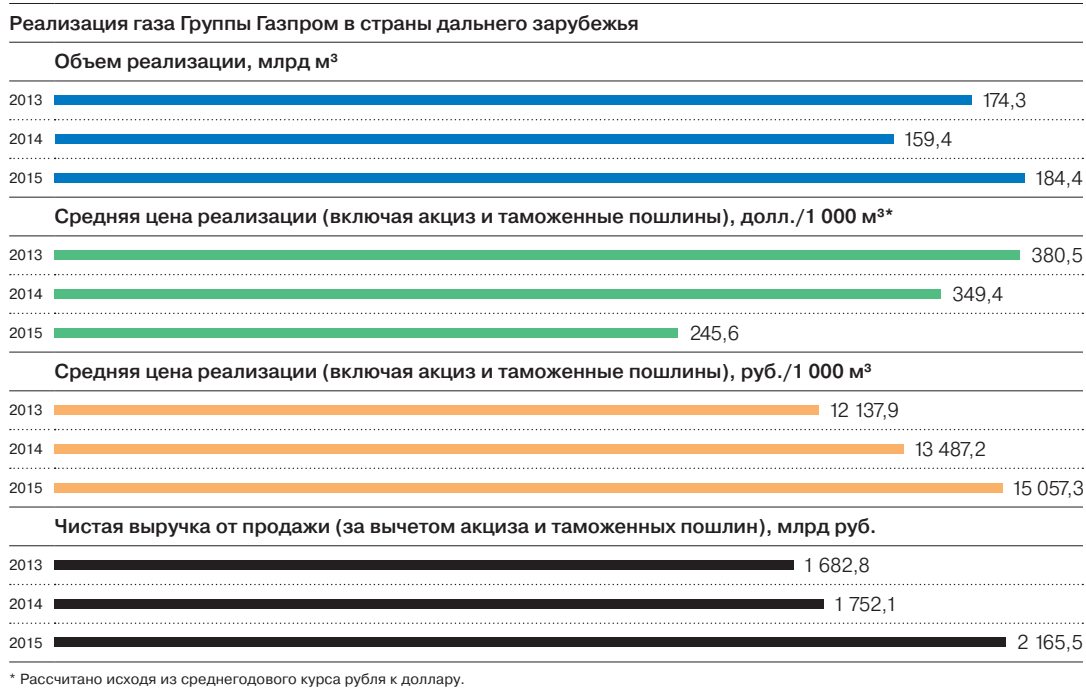 Реализация газа Группы Газпром в страны дальнего зарубежья
Объем реализации, млрд м³
2013 174,3
2014 159,4
2015 184,4
Средняя цена реализации (включая акциз и таможенные пошлины), долл./1 000 м³*
2013 380,5
2014 349,4
2015 245,6
Средняя цена реализации (включая акциз и таможенные пошлины), руб./1 000 м³
2013 12 137,9
2014 13 487,2
2015 15 057,3
Чистая выручка от продажи (за вычетом акциза и таможенных пошлин), млрд руб.
2013 1 682,8
2014 1 752,1
2015 2 165,5
* Рассчитано исходя из среднегодового курса рубля к доллару.